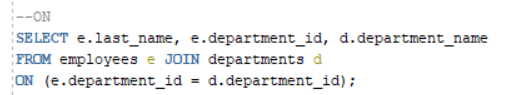 --ON
SELECT e.last_name, e.department_id, d.department_name
FROM employees e JOIN departments d
ON (e.department_id = d.department_id);